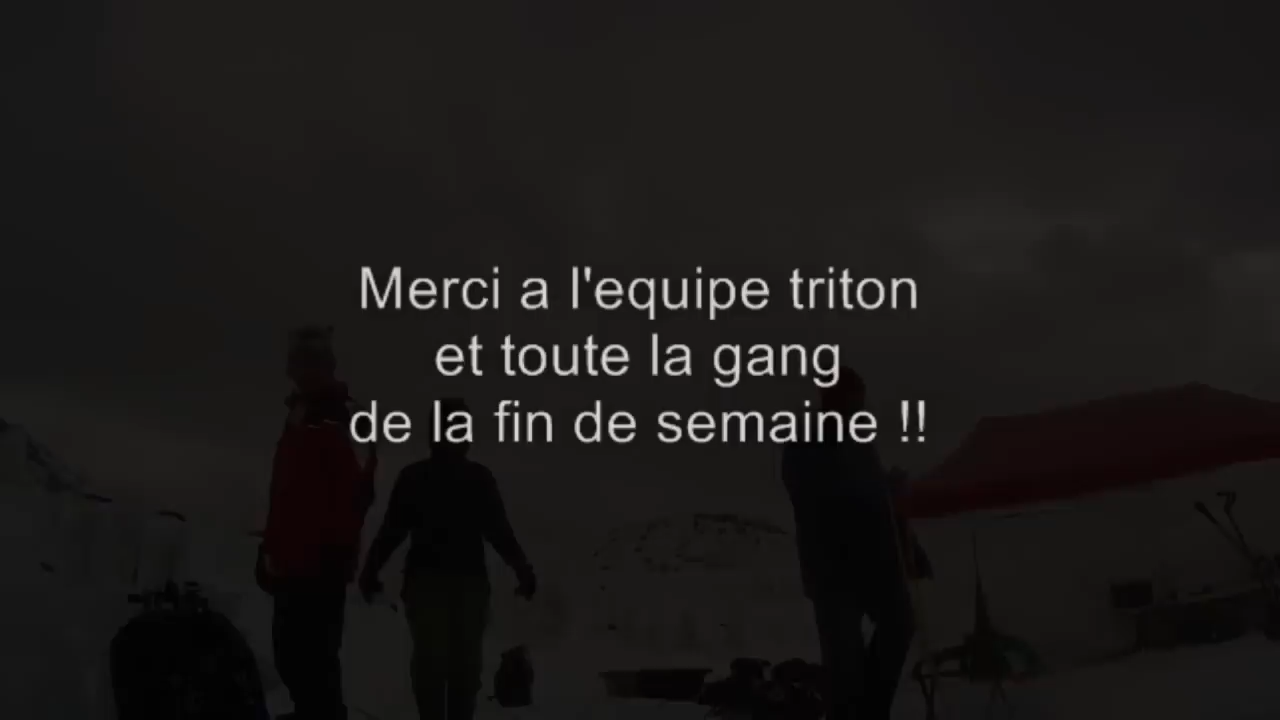 Merci a l'equipe triton
et toute la gang
de la fin de semaine !!